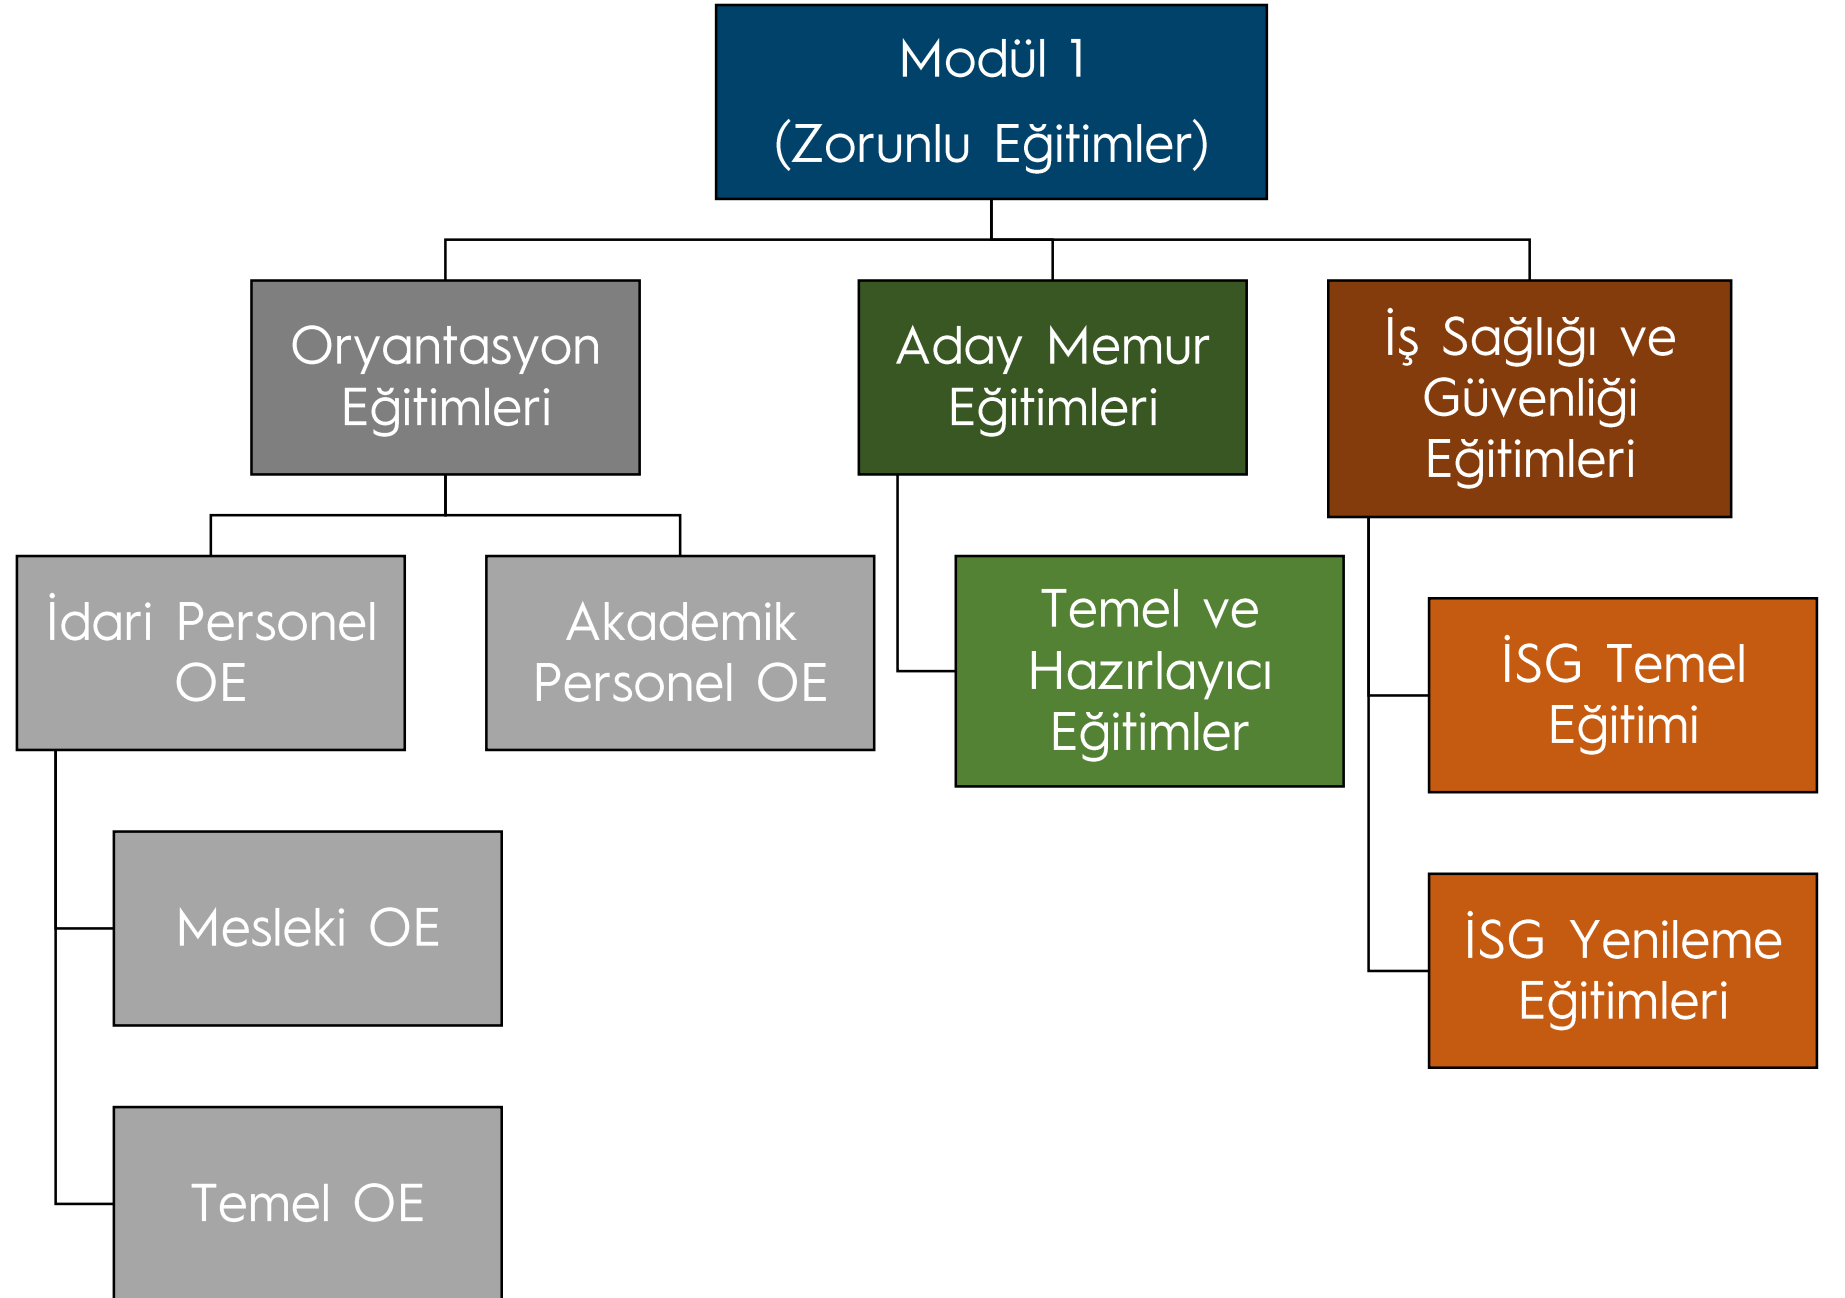 Modül 1
(Zorunlu Eğitimler)
Oryantasyon
Eğitimleri
Aday Memur
Eğitimleri
İş Sağlığı ve
Güvenliği
Eğitimleri
İdari Personel
OE
Akademik
Personel OE
Temel ve
Hazırlayıcı
Eğitimler
İSG Temel
Eğitimi
Mesleki OE
İSG Yenileme
Eğitimleri
Temel OE